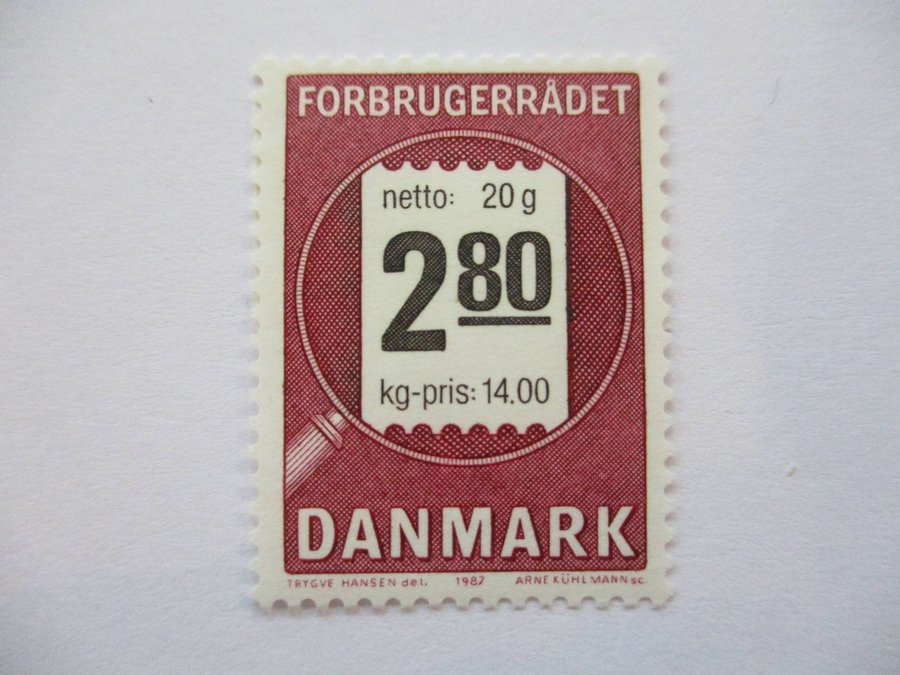 FORBRUGERRÅDET
netto: 20 g
2 80
kg-pris: 14.00
DANMARK
TRYGVE HANSEN del. 1987 ARNE KÜHLMANN sc.